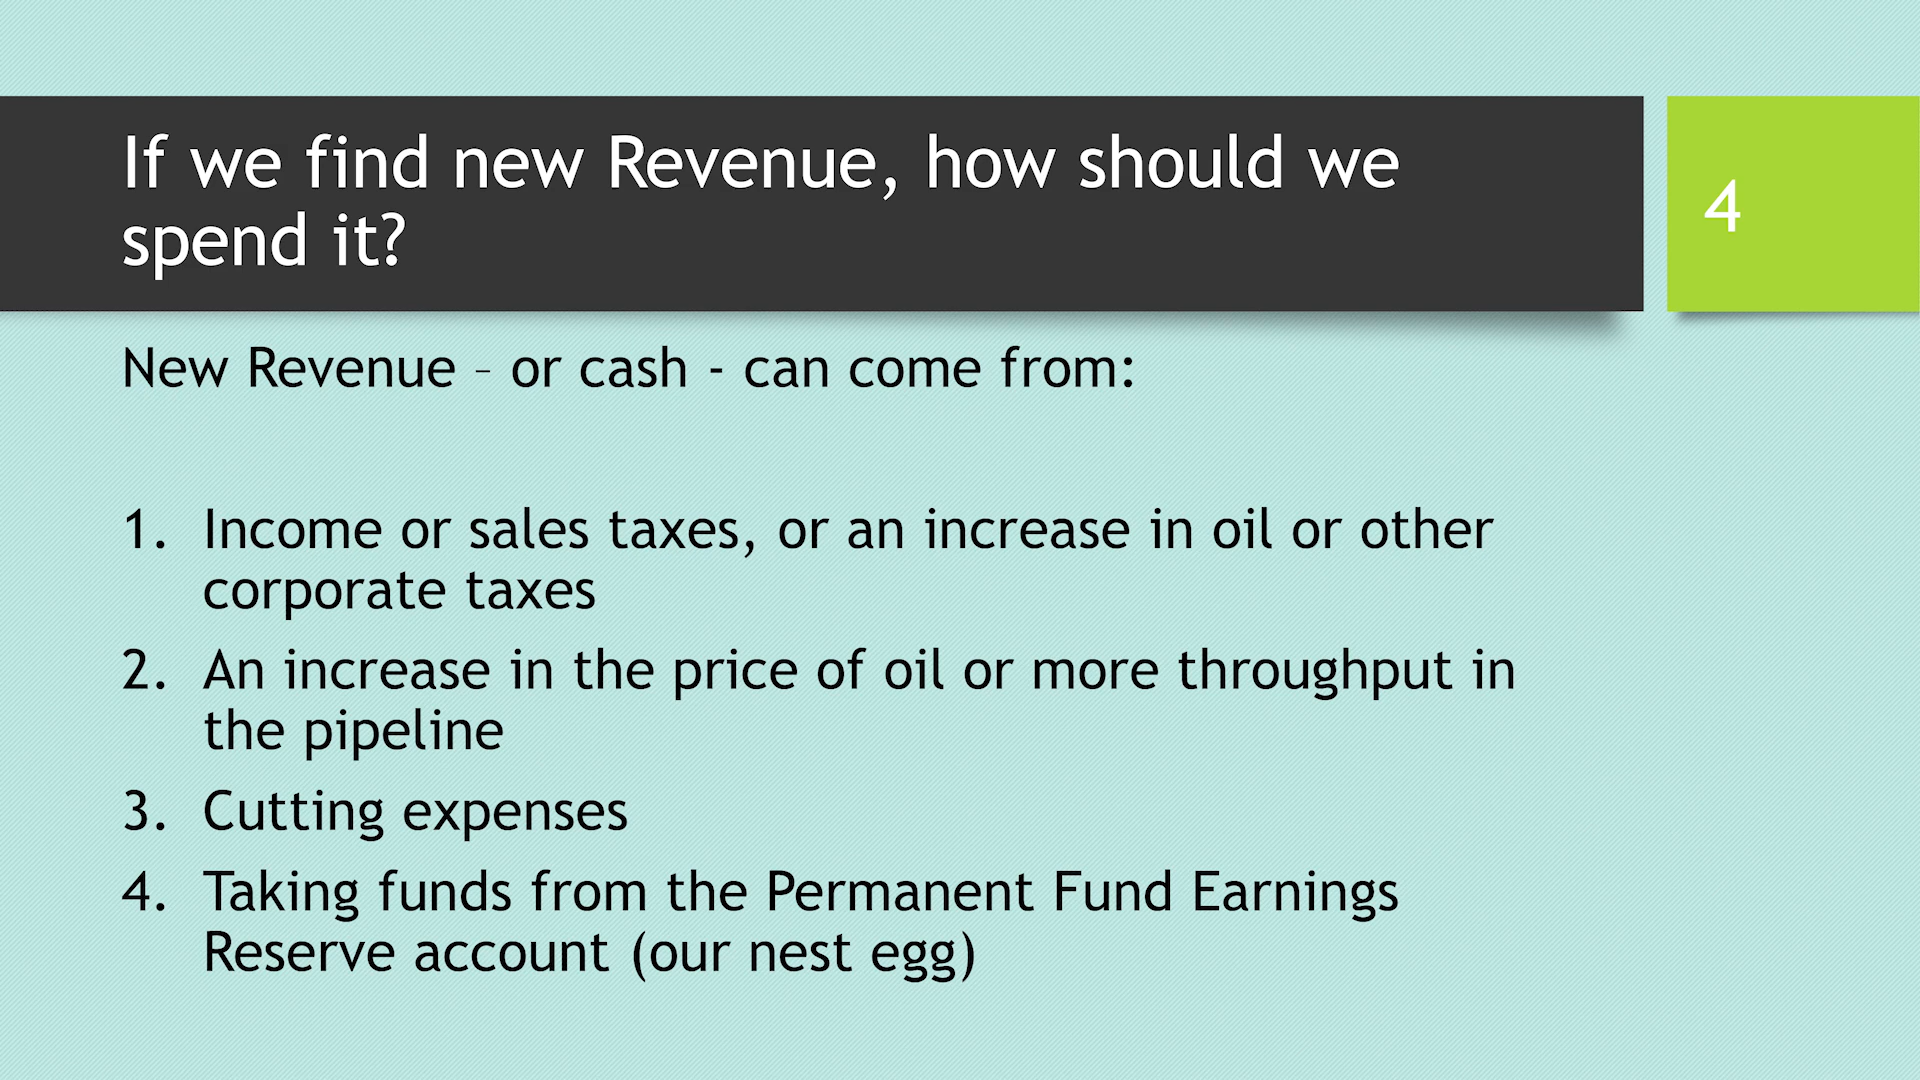 If we find new Revenue, how should we
spend it?
4
New Revenue – or cash - can come from:
1. Income or sales taxes, or an increase in oil or other
corporate taxes
2. An increase in the price of oil or more throughput in
the pipeline
3. Cutting expenses
4. Taking funds from the Permanent Fund Earnings
Reserve account (our nest egg)